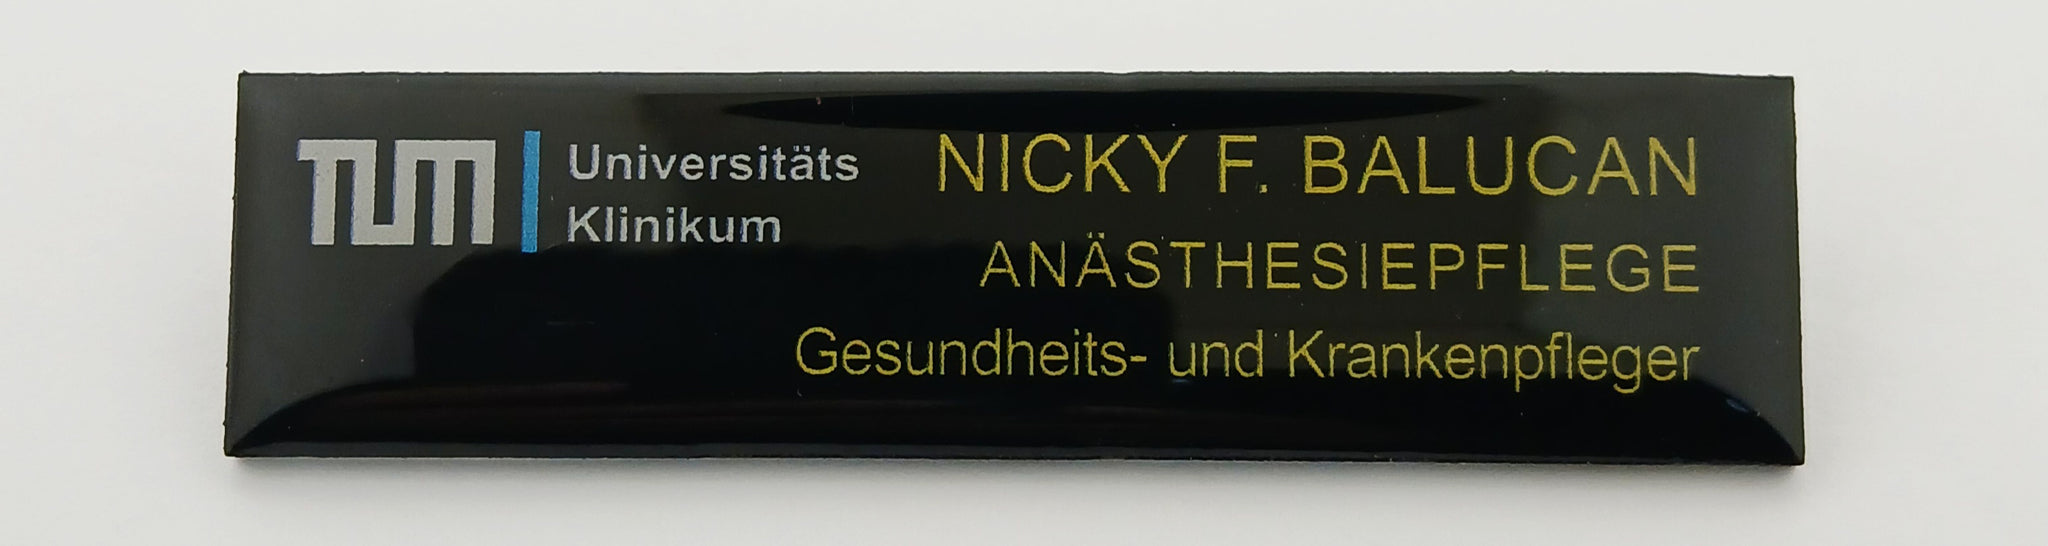 TUM
Universitäts
Klinikum
NICKY F. BALUCAN
ANÄSTHESIEPFLEGE
Gesundheits- und Krankenpfleger